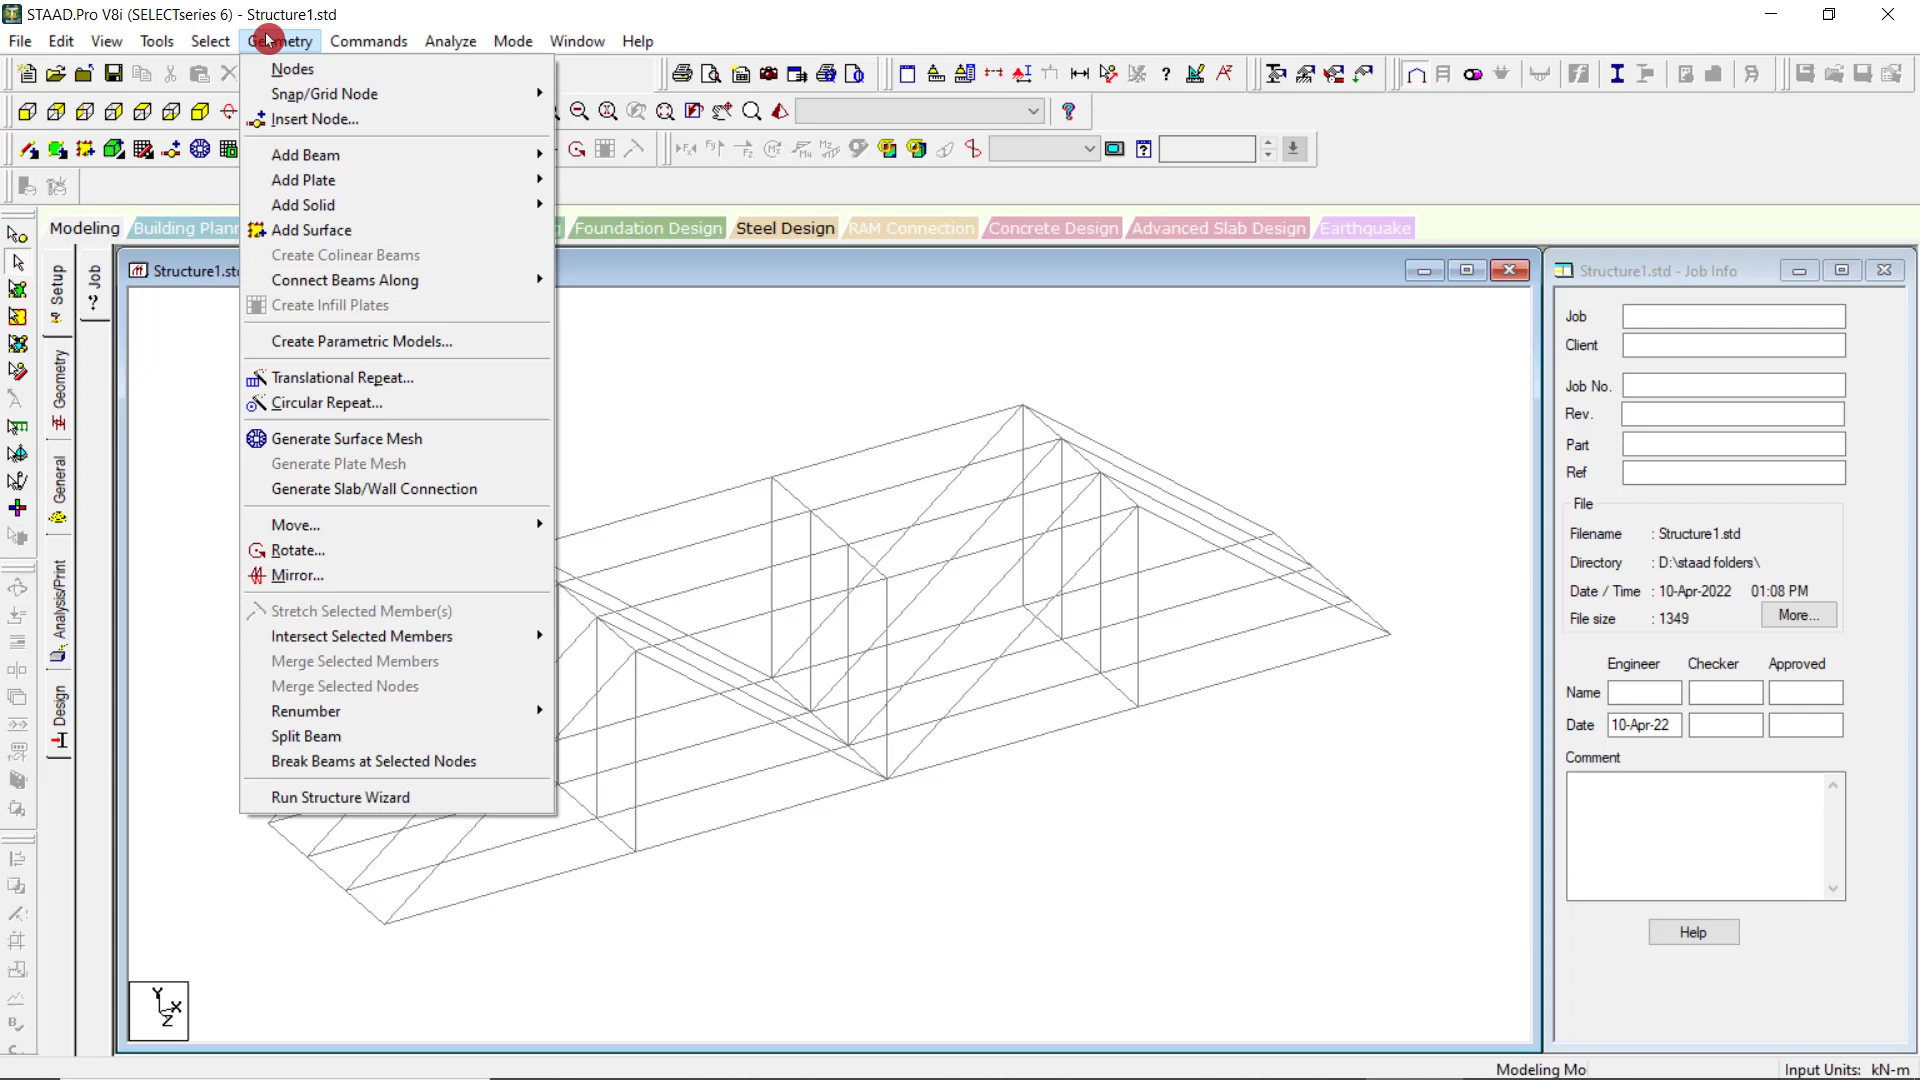 STAAD.Pro V8i (SELECTseries 6) - Structure1.std
File Edit View Tools Select Geometry Commands Analyze Mode Window Help
Nodes
Snap/Grid Node
Insert Node...
Add Beam
Add Plate
Add Solid
Add Surface
Create Colinear Beams
Connect Beams Along
Create Infill Plates
Create Parametric Models...
Translational Repeat...
Circular Repeat...
Generate Surface Mesh
Generate Plate Mesh
Generate Slab/Wall Connection
Move...
Rotate...
Mirror...
Stretch Selected Member(s)
Intersect Selected Members
Merge Selected Members
Merge Selected Nodes
Renumber
Split Beam
Break Beams at Selected Nodes
Run Structure Wizard
Modeling Building Plann Foundation Design Steel Design RAM Connection Concrete Design Advanced Slab Design Earthquake
Setup
Geometry
General
Analysis/Print
Design
Job
Structure1.st
Y
X
Z
Structure1.std - Job Info
Job
Client
Job No.
Rev.
Part
Ref
File
Filename : Structure1.std
Directory : D:\staad folders\
Date / Time : 10-Apr-2022 01:08 PM
File size : 1349 More...
Engineer Checker Approved
Name
Date 10-Apr-22
Comment
Help
Modeling Mo Input Units: kN-m